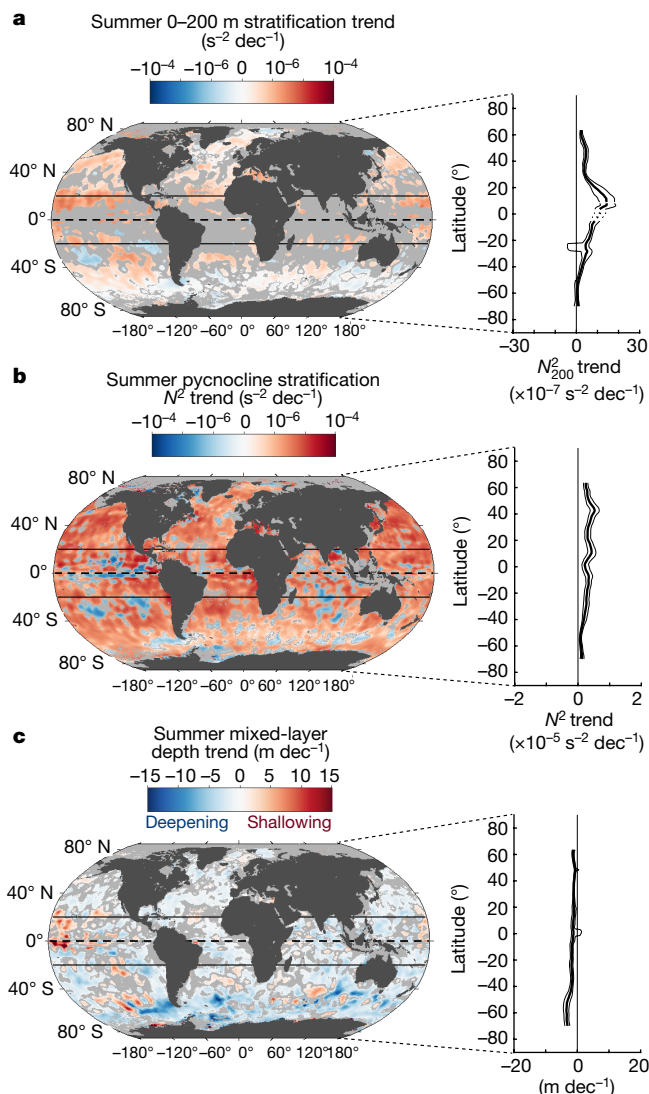 a
Summer 0–200 m stratification trend
(s⁻² dec⁻¹)
−10⁻⁴ −10⁻⁶ 0 10⁻⁶ 10⁻⁴
80° N
40° N
0°
40° S
80° S
−180° −120° −60° 0° 60° 120° 180°
Latitude (°)
80
60
40
20
0
−20
−40
−60
−80
−30 0 30
N²₂₀₀ trend
(×10⁻⁷ s⁻² dec⁻¹)
b
Summer pycnocline stratification
N² trend (s⁻² dec⁻¹)
−10⁻⁴ −10⁻⁶ 0 10⁻⁶ 10⁻⁴
80° N
40° N
0°
40° S
80° S
−180° −120° −60° 0° 60° 120° 180°
Latitude (°)
80
60
40
20
0
−20
−40
−60
−80
−2 0 2
N² trend
(×10⁻⁵ s⁻² dec⁻¹)
c
Summer mixed-layer
depth trend (m dec⁻¹)
−15 −10 −5 0 5 10 15
Deepening Shallowing
80° N
40° N
0°
40° S
80° S
−180° −120° −60° 0° 60° 120° 180°
Latitude (°)
80
60
40
20
0
−20
−40
−60
−80
−20 0 20
(m dec⁻¹)